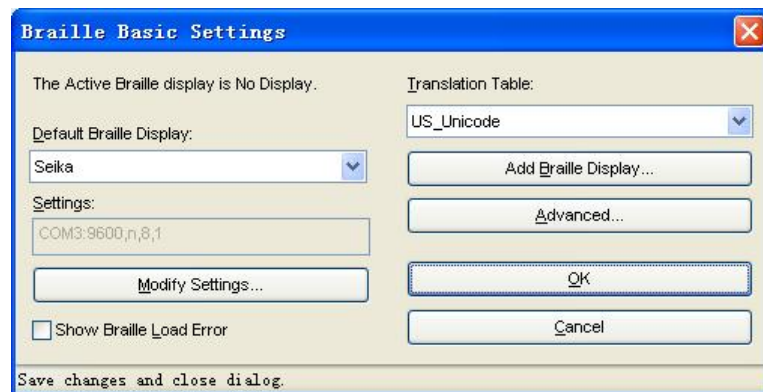 Braille Basic Settings
The Active Braille display is No Display.
Default Braille Display:
Seika
Settings:
COM3:9600,n,8,1
Modify Settings...
Show Braille Load Error
Translation Table:
US_Unicode
Add Braille Display...
Advanced...
OK
Cancel
Save changes and close dialog.